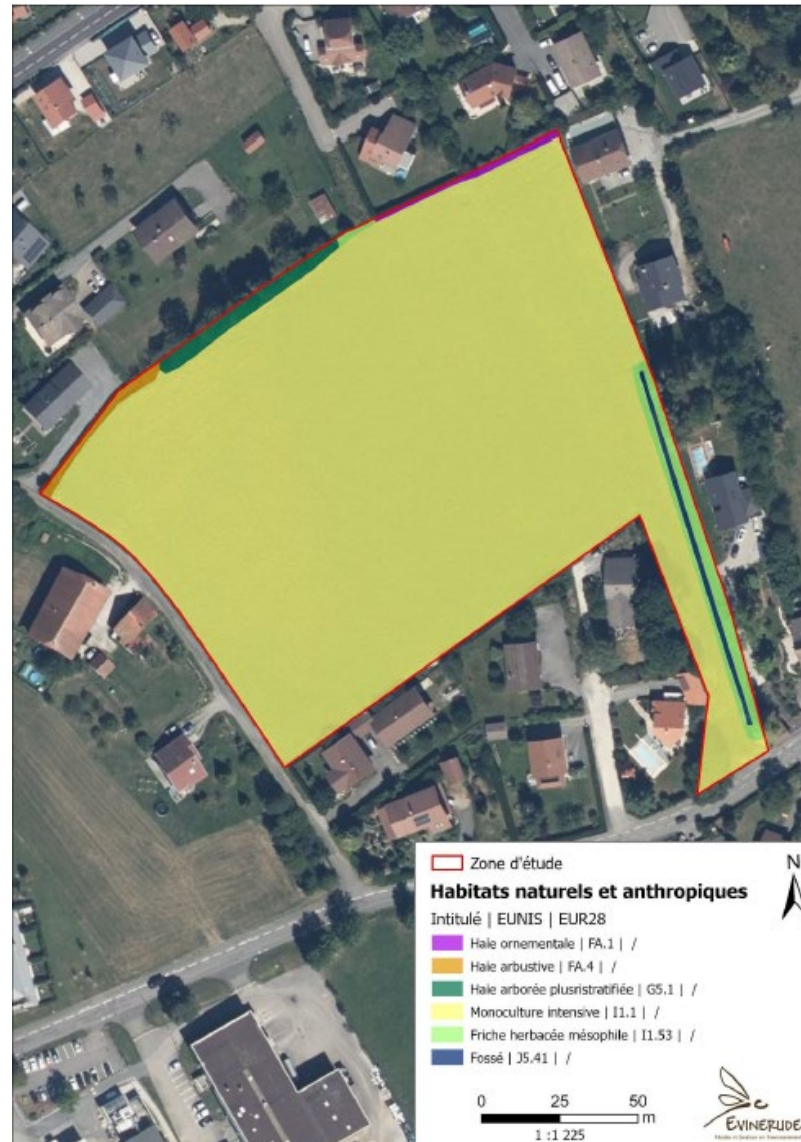 Zone d'étude
N
Habitats naturels et anthropiques
Intitulé | EUNIS | EUR28
Haie ornementale | FA.1 | /
Haie arbustive | FA.4 | /
Haie arborée plusristratifiée | G5.1 | /
Monoculture intensive | I1.1 | /
Friche herbacée mésophile | I1.53 | /
Fossé | J5.41 | /
0 25 50
m
1 :1 225
EVINERUDE